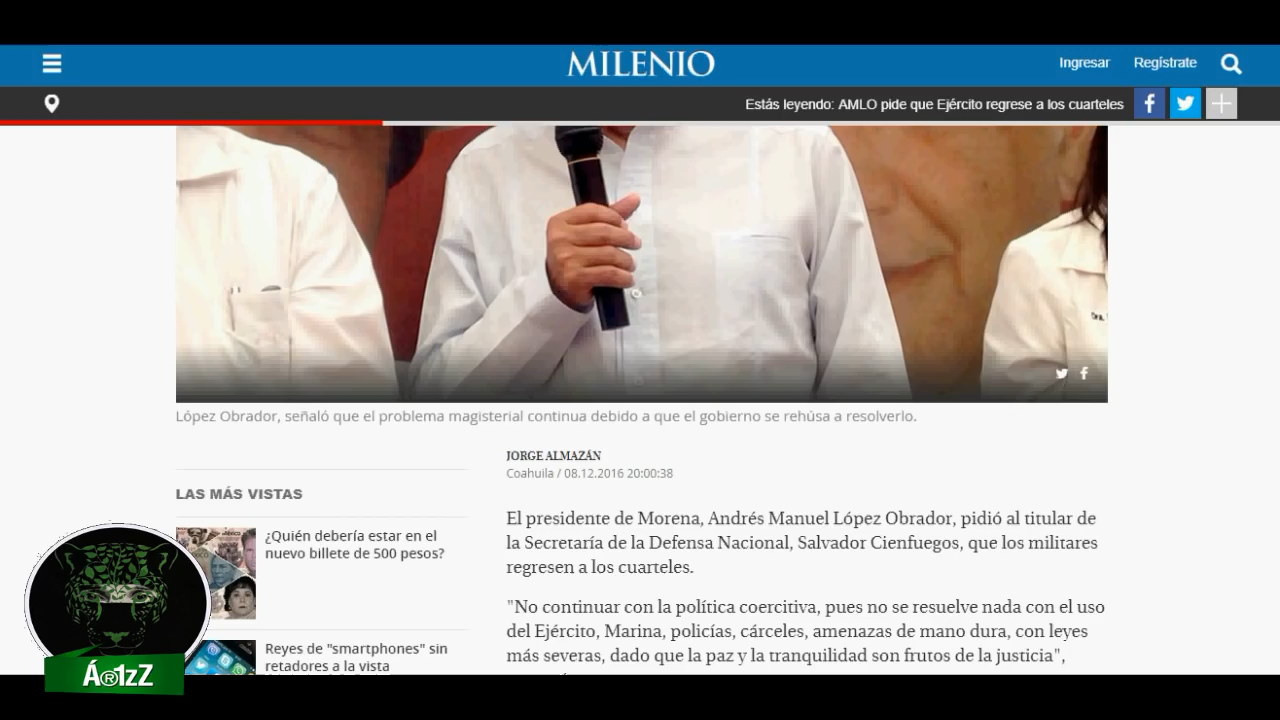 MILENIO
Ingresar
Regístrate
Estás leyendo: AMLO pide que Ejército regrese a los cuarteles
López Obrador, señaló que el problema magisterial continua debido a que el gobierno se rehúsa a resolverlo.
JORGE ALMAZÁN
Coahuila / 08.12.2016 20:00:38
LAS MÁS VISTAS
¿Quién debería estar en el
nuevo billete de 500 pesos?
Reyes de "smartphones" sin
retadores a la vista
El presidente de Morena, Andrés Manuel López Obrador, pidió al titular de
la Secretaría de la Defensa Nacional, Salvador Cienfuegos, que los militares
regresen a los cuarteles.
"No continuar con la política coercitiva, pues no se resuelve nada con el uso
del Ejército, Marina, policías, cárceles, amenazas de mano dura, con leyes
más severas, dado que la paz y la tranquilidad son frutos de la justicia",
Á®1zZ